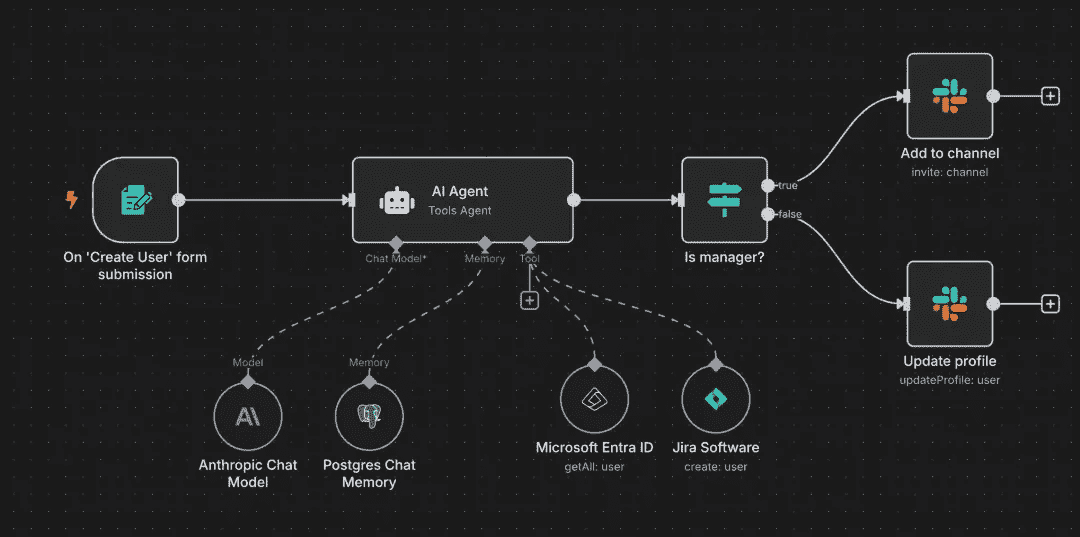 Add to channel
invite: channel
On 'Create User' form
submission
AI Agent
Tools Agent
Chat Model*
Memory
Tool
true
false
Is manager?
Update profile
updateProfile: user
Model
Memory
Anthropic Chat
Model
Postgres Chat
Memory
Microsoft Entra ID
getAll: user
Jira Software
create: user